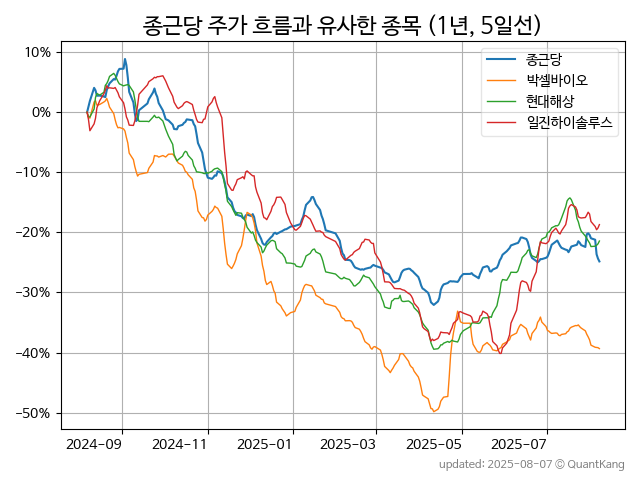 종근당 주가 흐름과 유사한 종목 (1년, 5일선)
10%
0%
-10%
-20%
-30%
-40%
-50%
종근당
박셀바이오
현대해상
일진하이솔루스
2024-09
2024-11
2025-01
2025-03
2025-05
2025-07
updated: 2025-08-07 © QuantKang